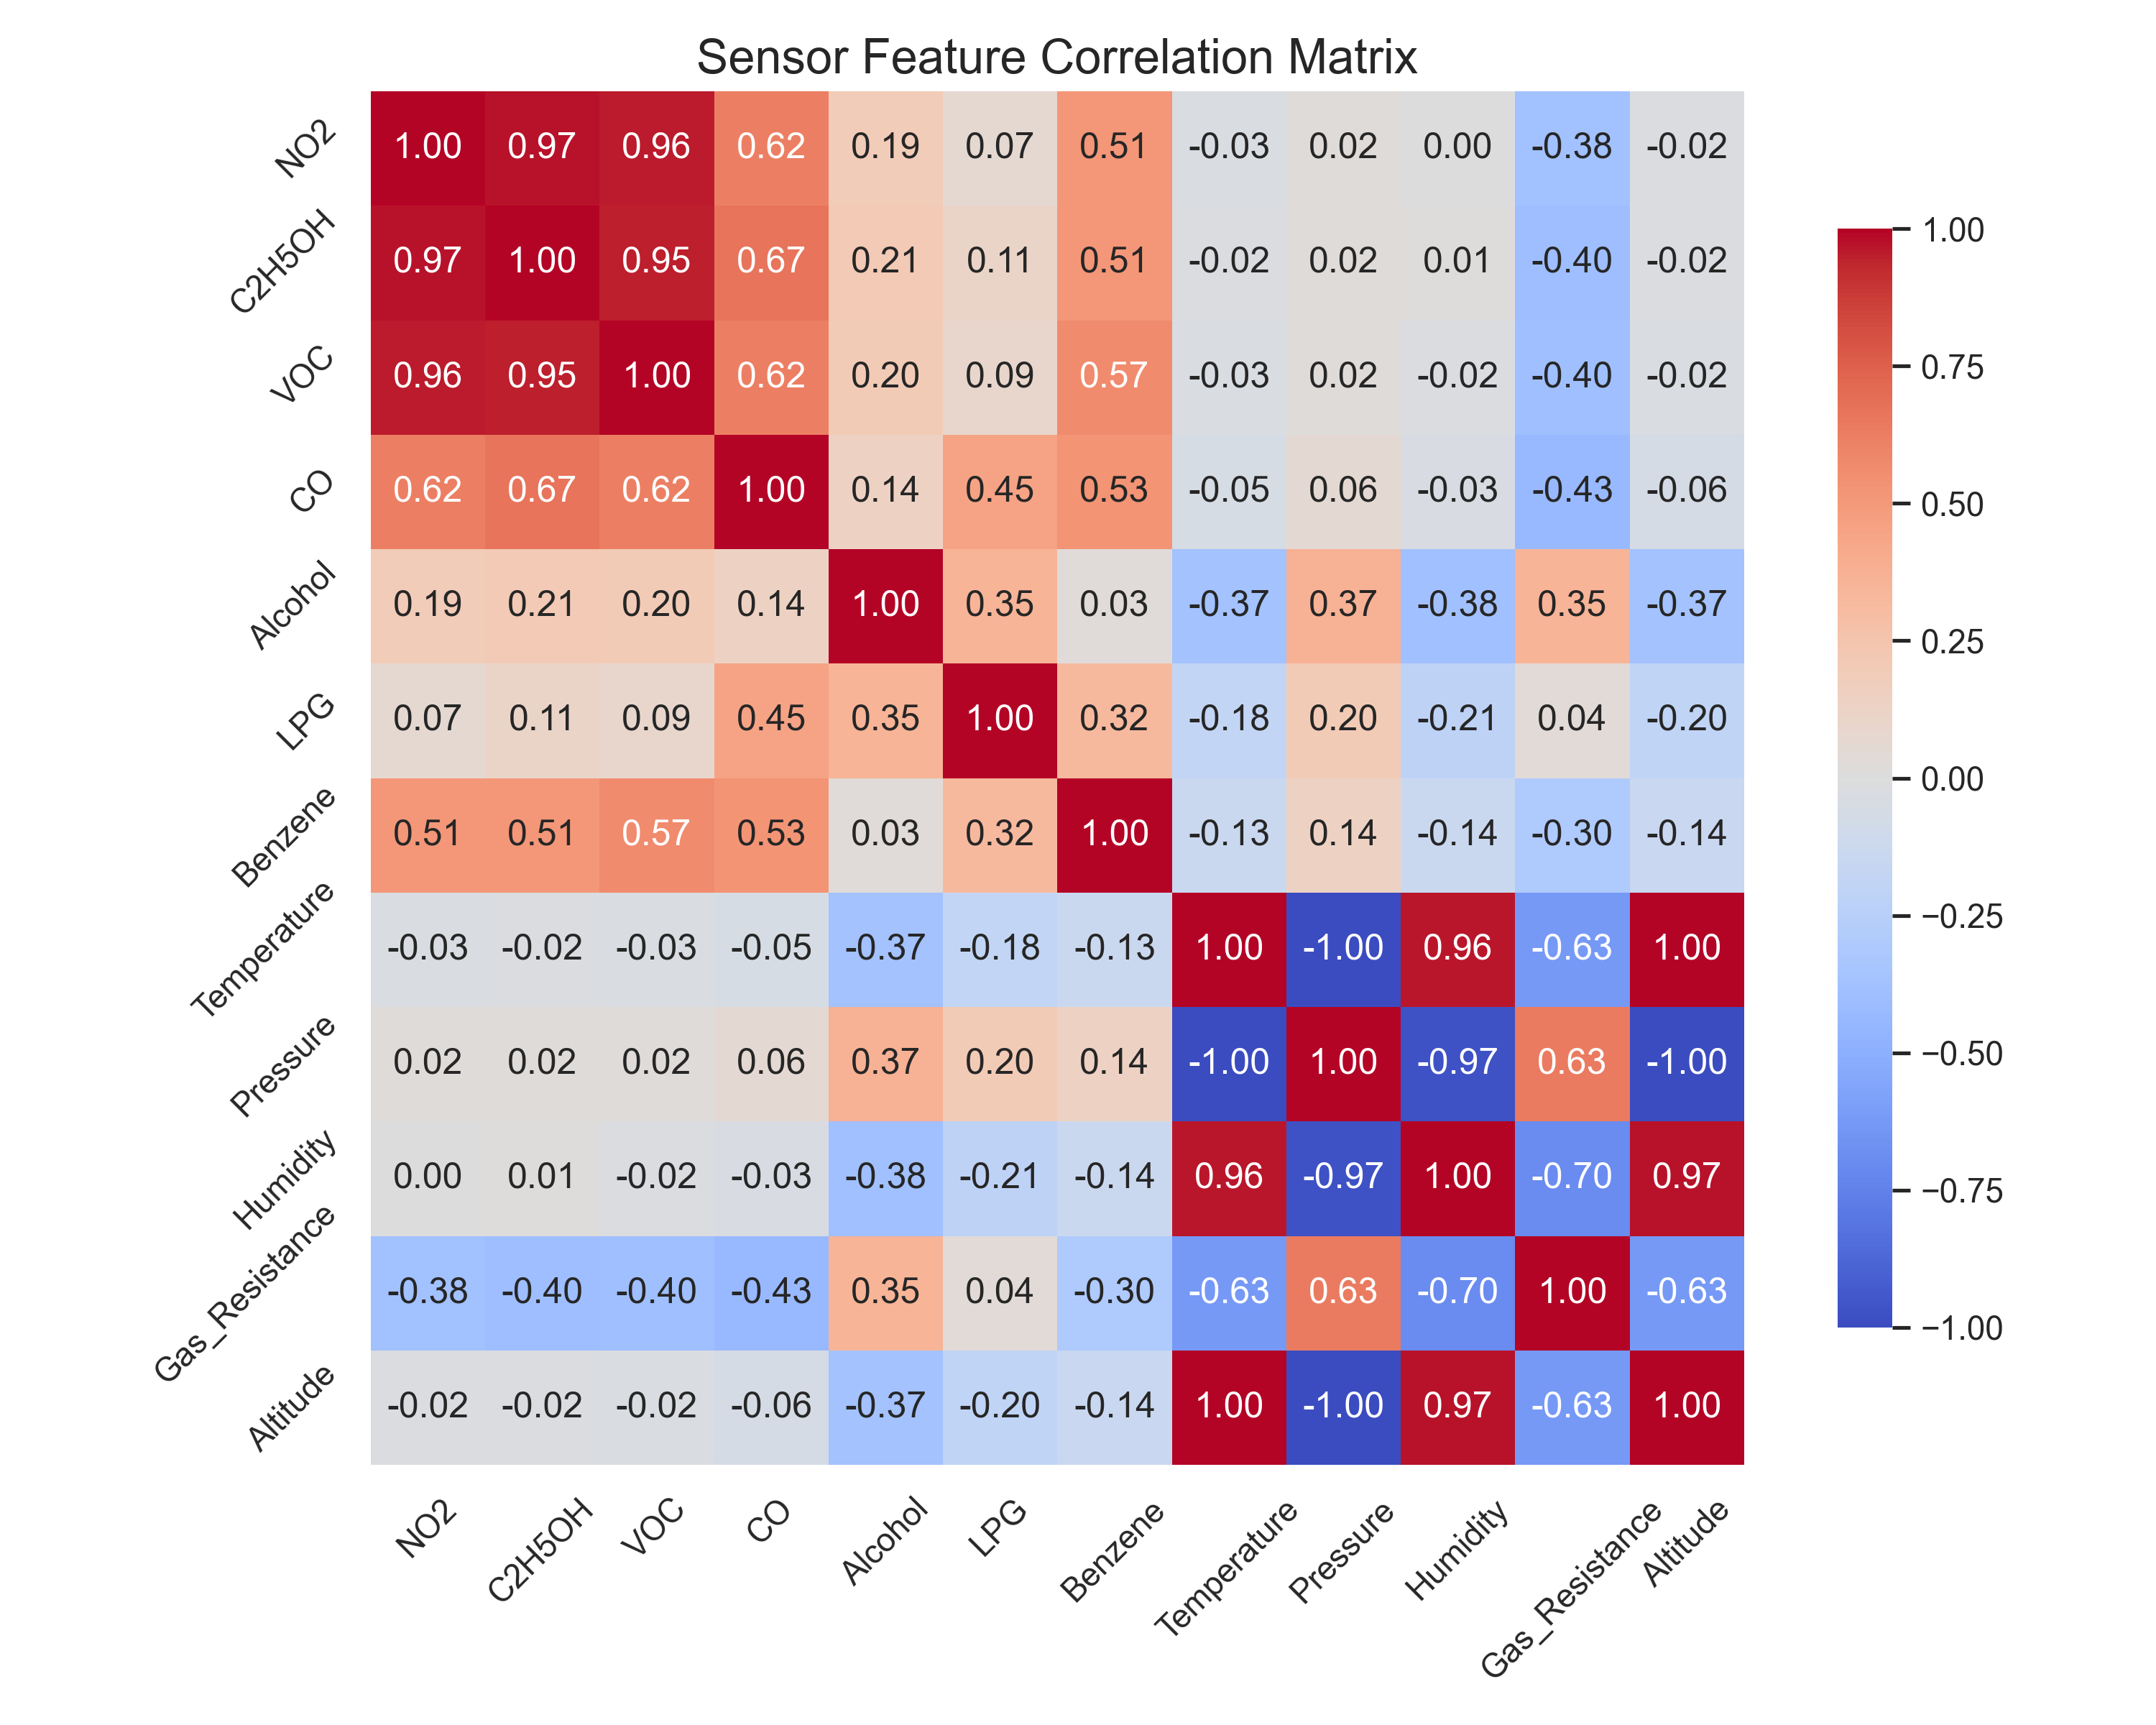 Sensor Feature Correlation Matrix
NO2 1.00 0.97 0.96 0.62 0.19 0.07 0.51 -0.03 0.02 0.00 -0.38 -0.02
C2H5OH 0.97 1.00 0.95 0.67 0.21 0.11 0.51 -0.02 0.02 0.01 -0.40 -0.02
VOC 0.96 0.95 1.00 0.62 0.20 0.09 0.57 -0.03 0.02 -0.02 -0.40 -0.02
CO 0.62 0.67 0.62 1.00 0.14 0.45 0.53 -0.05 0.06 -0.03 -0.43 -0.06
Alcohol 0.19 0.21 0.20 0.14 1.00 0.35 0.03 -0.37 0.37 -0.38 0.35 -0.37
LPG 0.07 0.11 0.09 0.45 0.35 1.00 0.32 -0.18 0.20 -0.21 0.04 -0.20
Benzene 0.51 0.51 0.57 0.53 0.03 0.32 1.00 -0.13 0.14 -0.14 -0.30 -0.14
Temperature -0.03 -0.02 -0.03 -0.05 -0.37 -0.18 -0.13 1.00 -1.00 0.96 -0.63 1.00
Pressure 0.02 0.02 0.02 0.06 0.37 0.20 0.14 -1.00 1.00 -0.97 0.63 -1.00
Humidity 0.00 0.01 -0.02 -0.03 -0.38 -0.21 -0.14 0.96 -0.97 1.00 -0.70 0.97
Gas_Resistance -0.38 -0.40 -0.40 -0.43 0.35 0.04 -0.30 -0.63 0.63 -0.70 1.00 -0.63
Altitude -0.02 -0.02 -0.02 -0.06 -0.37 -0.20 -0.14 1.00 -1.00 0.97 -0.63 1.00
NO2 C2H5OH VOC CO Alcohol LPG Benzene Temperature Pressure Humidity Gas_Resistance Altitude
1.00
0.75
0.50
0.25
0.00
−0.25
−0.50
−0.75
−1.00